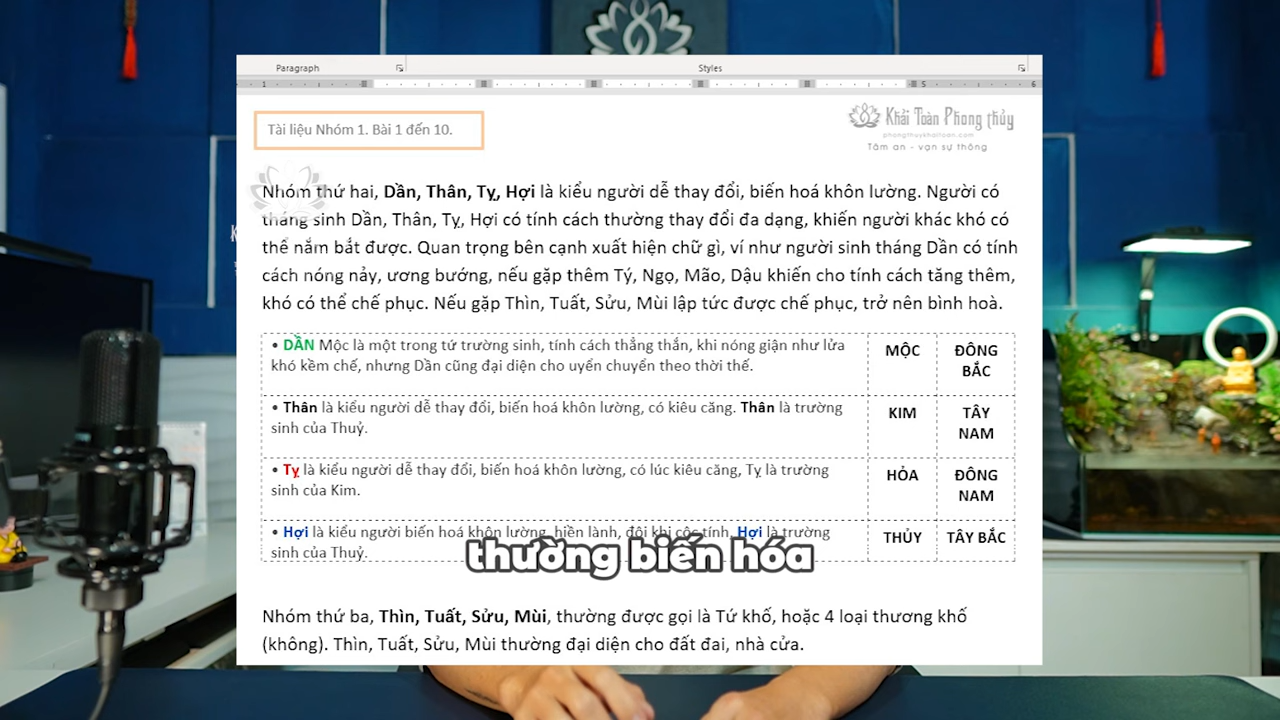 Paragraph
Styles
1
5
6
Tài liệu Nhóm 1. Bài 1 đến 10.
Khải Toàn Phong thủy
phongthuykhaitoan.com
Tâm an - vạn sự thông
Nhóm thứ hai, Dần, Thân, Tỵ, Hợi là kiểu người dễ thay đổi, biến hoá khôn lường. Người có
tháng sinh Dần, Thân, Tỵ, Hợi có tính cách thường thay đổi đa dạng, khiến người khác khó có
thể nắm bắt được. Quan trọng bên cạnh xuất hiện chữ gì, ví như người sinh tháng Dần có tính
cách nóng nảy, ương bướng, nếu gặp thêm Tý, Ngọ, Mão, Dậu khiến cho tính cách tăng thêm,
khó có thể chế phục. Nếu gặp Thìn, Tuất, Sửu, Mùi lập tức được chế phục, trở nên bình hoà.
• DẦN Mộc là một trong tứ trường sinh, tính cách thẳng thắn, khi nóng giận như lửa
khó kềm chế, nhưng Dần cũng đại diện cho uyển chuyển theo thời thế.
MỘC
ĐÔNG
BẮC
• Thân là kiểu người dễ thay đổi, biến hoá khôn lường, có kiêu căng. Thân là trường
sinh của Thuỷ.
KIM
TÂY
NAM
• Tỵ là kiểu người dễ thay đổi, biến hoá khôn lường, có lúc kiêu căng, Tỵ là trường
sinh của Kim.
HỎA
ĐÔNG
NAM
• Hợi là kiểu người biến hoá khôn lường, hiền lành, đôi khi cộc tính. Hợi là trường
sinh của Thuỷ.
THỦY
TÂY BẮC
thường biến hóa
Nhóm thứ ba, Thìn, Tuất, Sửu, Mùi, thường được gọi là Tứ khố, hoặc 4 loại thương khố
(không). Thìn, Tuất, Sửu, Mùi thường đại diện cho đất đai, nhà cửa.